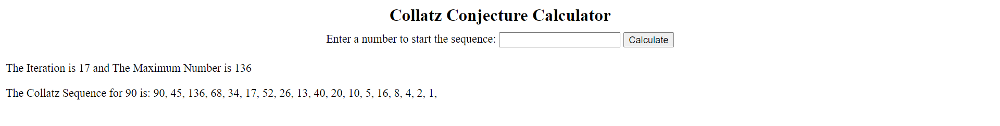 Collatz Conjecture Calculator
Enter a number to start the sequence: Calculate
The Iteration is 17 and The Maximum Number is 136
The Collatz Sequence for 90 is: 90, 45, 136, 68, 34, 17, 52, 26, 13, 40, 20, 10, 5, 16, 8, 4, 2, 1,